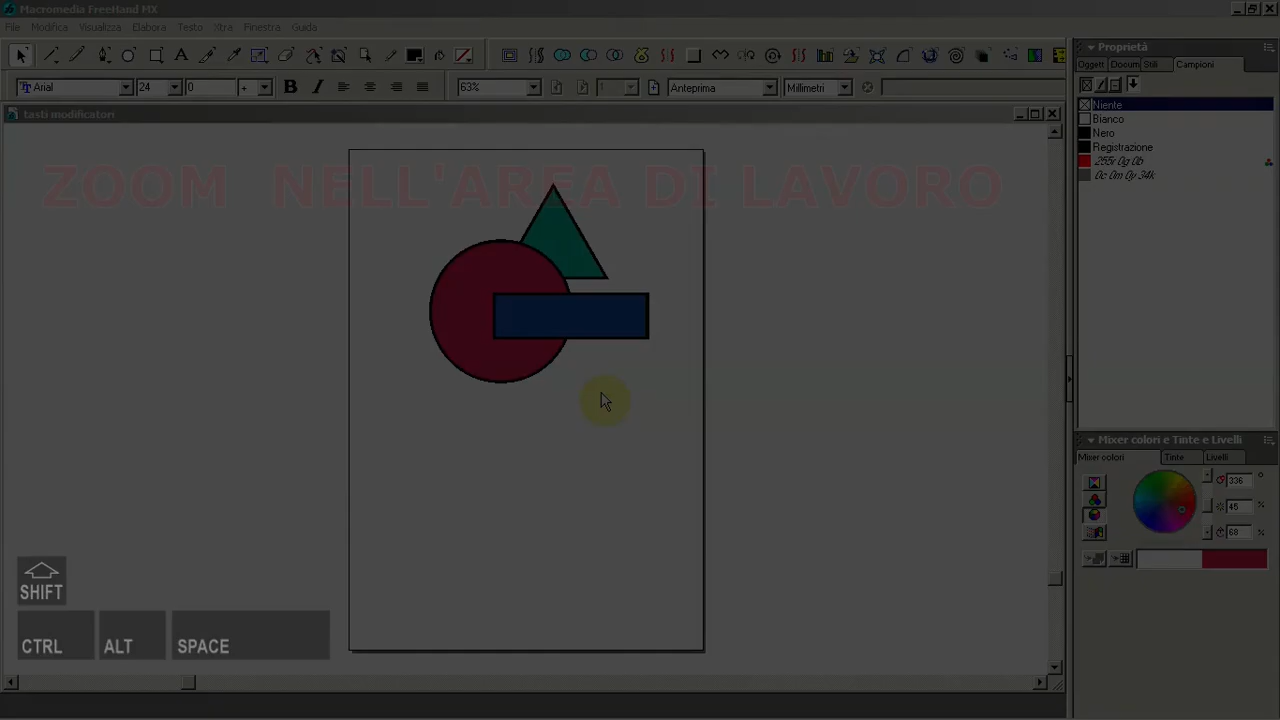 Macromedia FreeHand MX
File Modifica Visualizza Elabora Testo Xtra Finestra Guida
Arial 24 0 + B I 63% 1 Anteprima Millimetri
tasti modificatori
ZOOM NELL'AREA DI LAVORO
SHIFT
CTRL ALT SPACE
Proprietà
Oggett Docum Stili Campioni
Niente
Bianco
Nero
Registrazione
255r 0g 0b
0c 0m 0y 34k
Mixer colori e Tinte e Livelli
Mixer colori Tinte Livelli
336 °
45 %
68 %